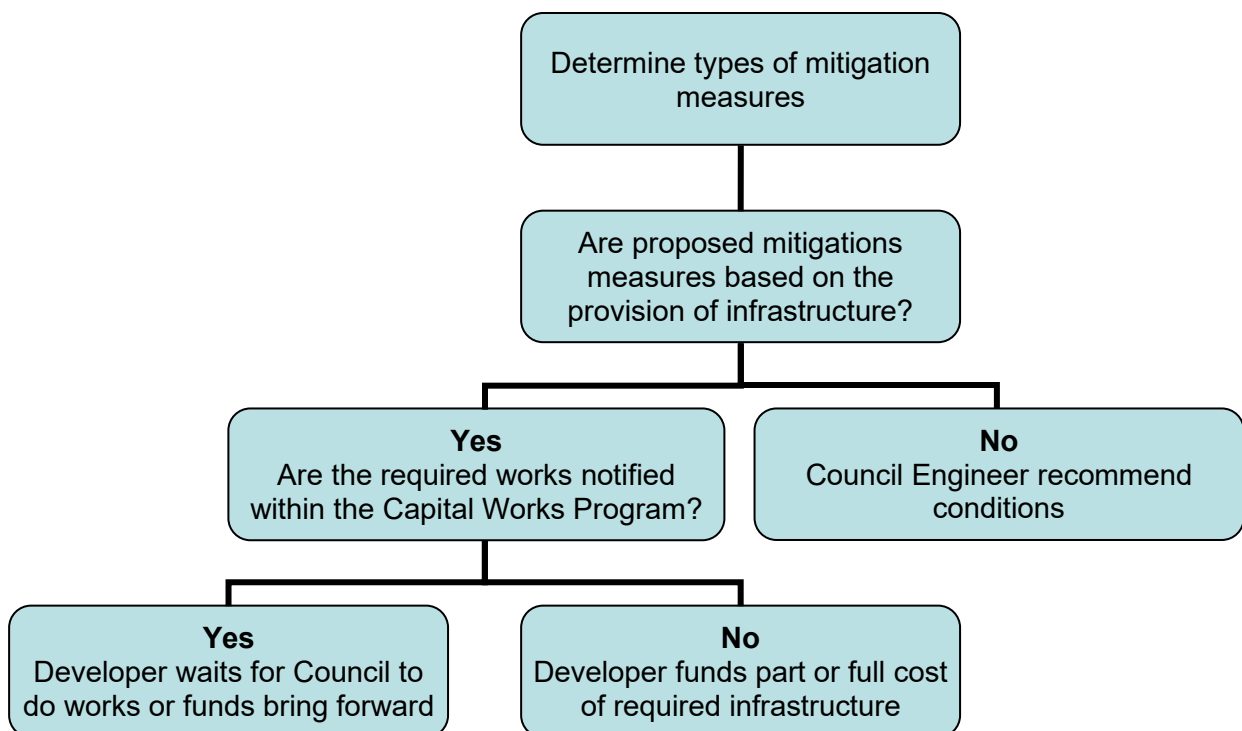 Determine types of mitigation
measures
Are proposed mitigations
measures based on the
provision of infrastructure?
Yes
Are the required works notified
within the Capital Works Program?
No
Council Engineer recommend
conditions
Yes
Developer waits for Council to
do works or funds bring forward
No
Developer funds part or full cost
of required infrastructure